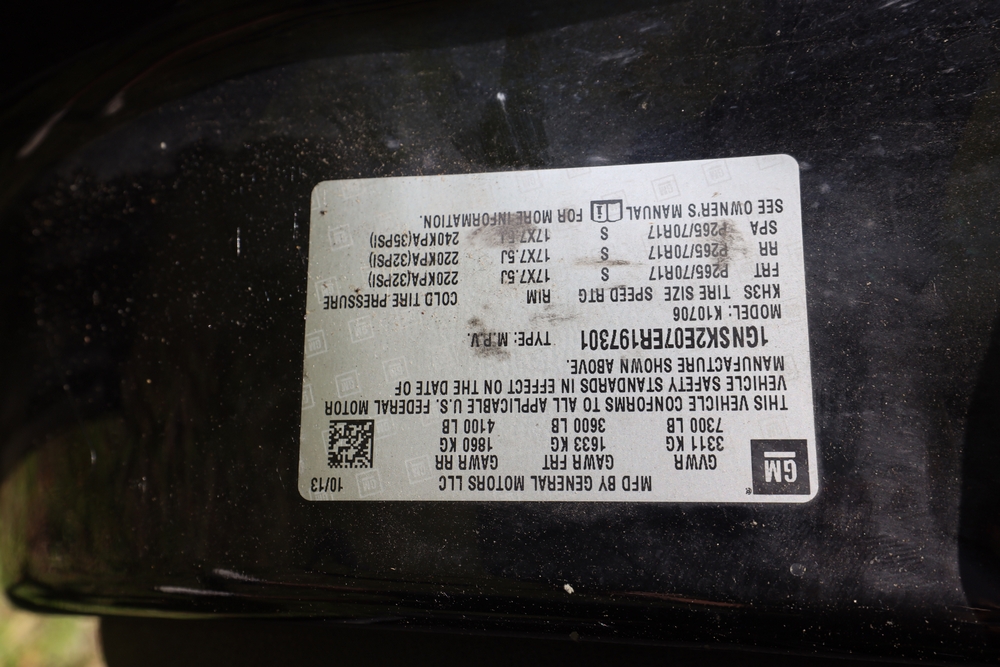 GM
MFD BY GENERAL MOTORS LLC 10/13
GVWR GAWR FRT GAWR RR
3311 KG 1633 KG 1860 KG
7300 LB 3600 LB 4100 LB
THIS VEHICLE CONFORMS TO ALL APPLICABLE U.S. FEDERAL MOTOR
VEHICLE SAFETY STANDARDS IN EFFECT ON THE DATE OF
MANUFACTURE SHOWN ABOVE.
1GNSK2E07ER197301 TYPE: M.P.V.
MODEL: K10706
KH3S TIRE SIZE SPEED RTG RIM COLD TIRE PRESSURE
FRT P265/70R17 S 17X7.5J 220KPA(32PSI)
RR P265/70R17 S 17X7.5J 220KPA(32PSI)
SPA P265/70R17 S 17X7.5J 240KPA(35PSI)
SEE OWNER'S MANUAL FOR MORE INFORMATION.